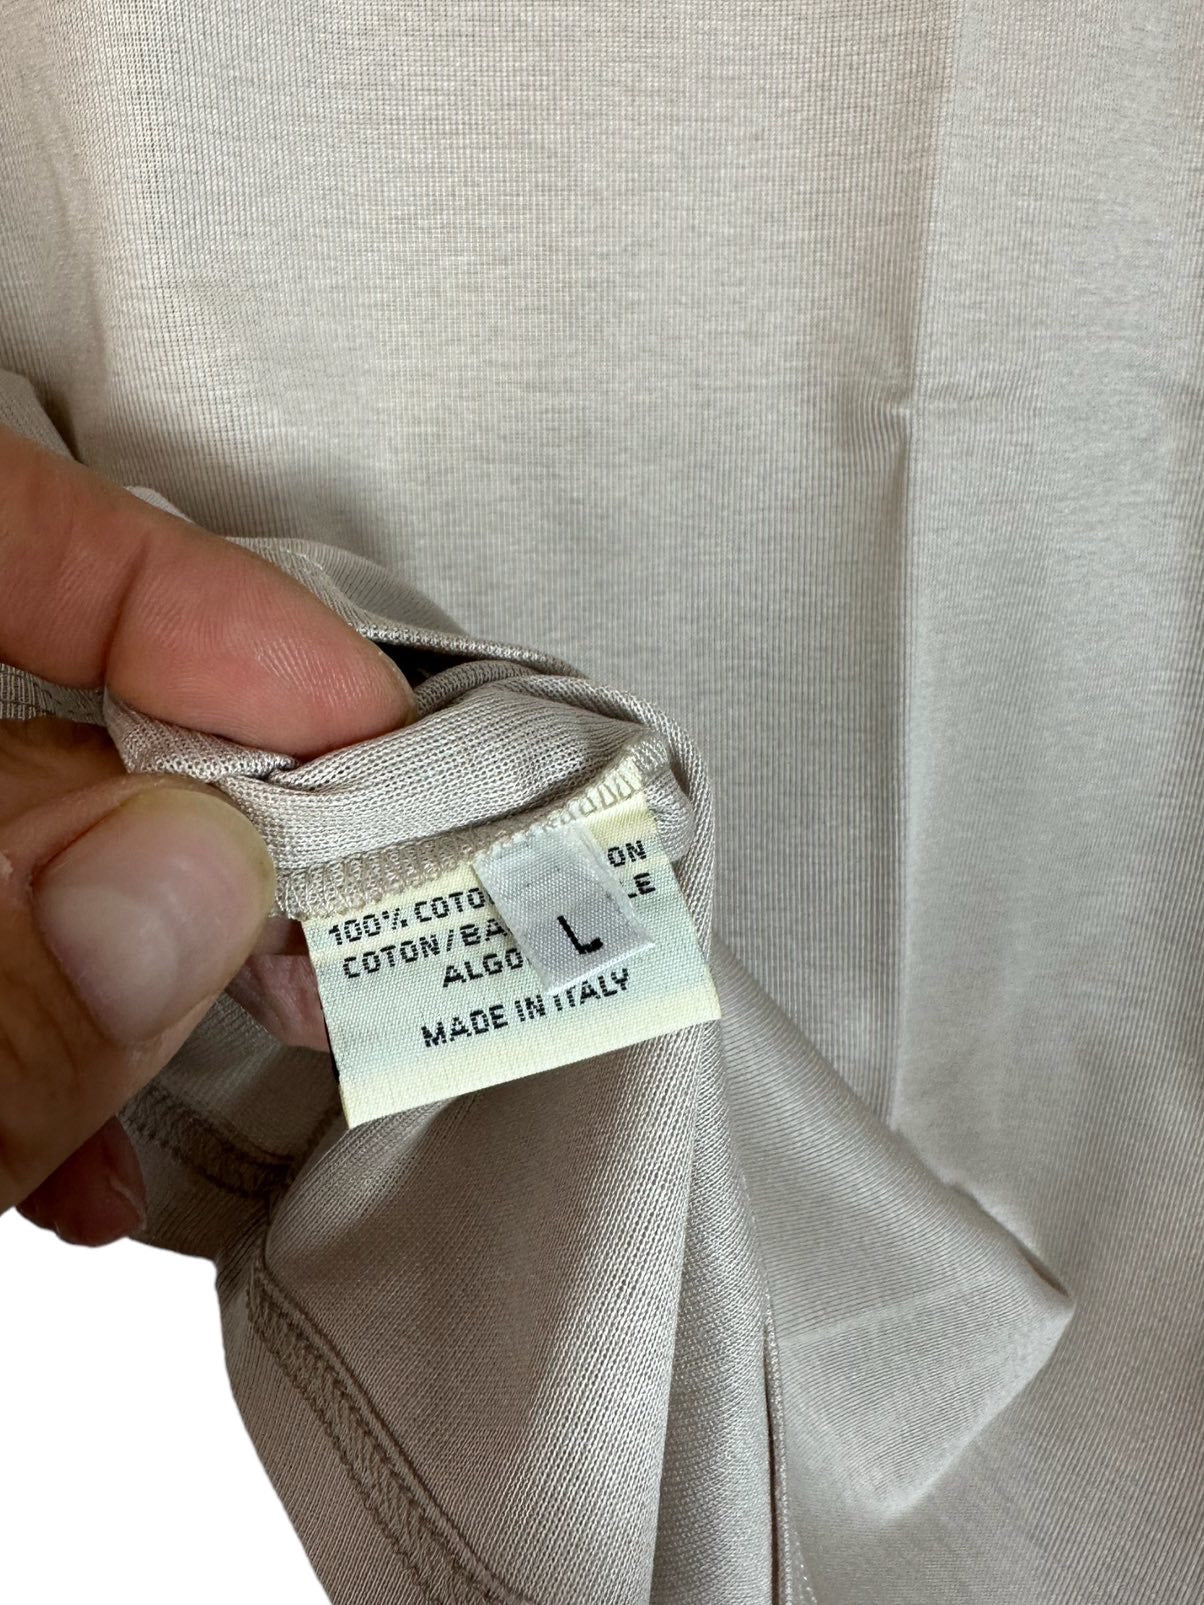 100% COTO ON
COTON/BA LE
ALGO
MADE IN ITALY
L